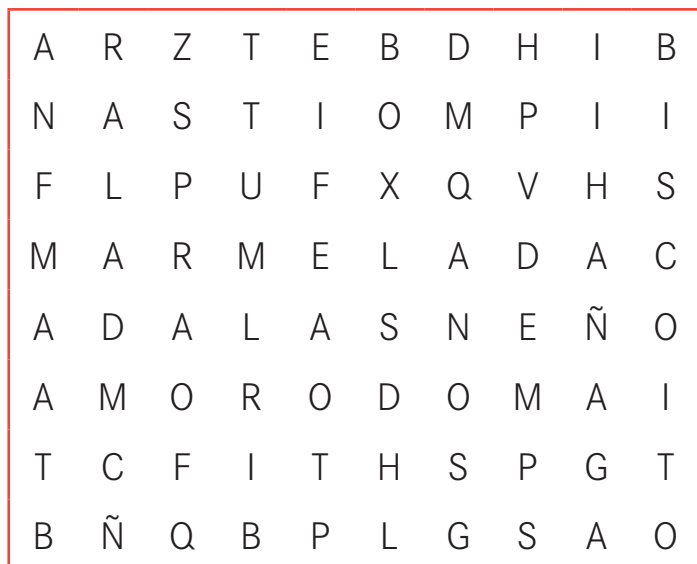 A R Z T E B D H I B
N A S T I O M P I I
F L P U F X Q V H S
M A R M E L A D A C
A D A L A S N E Ñ O
A M O R O D O M A I
T C F I T H S P G T
B Ñ Q B P L G S A O